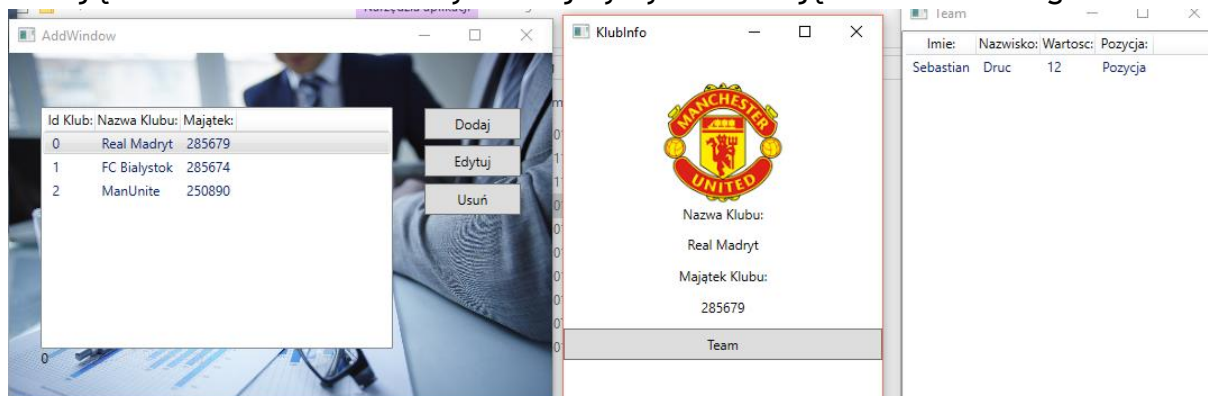 AddWindow
Id Klub: Nazwa Klubu: Majątek:
0 Real Madryt 285679
1 FC Bialystok 285674
2 ManUnite 250890
0
Dodaj
Edytuj
Usuń
KlubInfo
MANCHESTER
UNITED
Nazwa Klubu:
Real Madryt
Majątek Klubu:
285679
Team
Team
Imie: Nazwisko: Wartosc: Pozycja:
Sebastian Druc 12 Pozycja